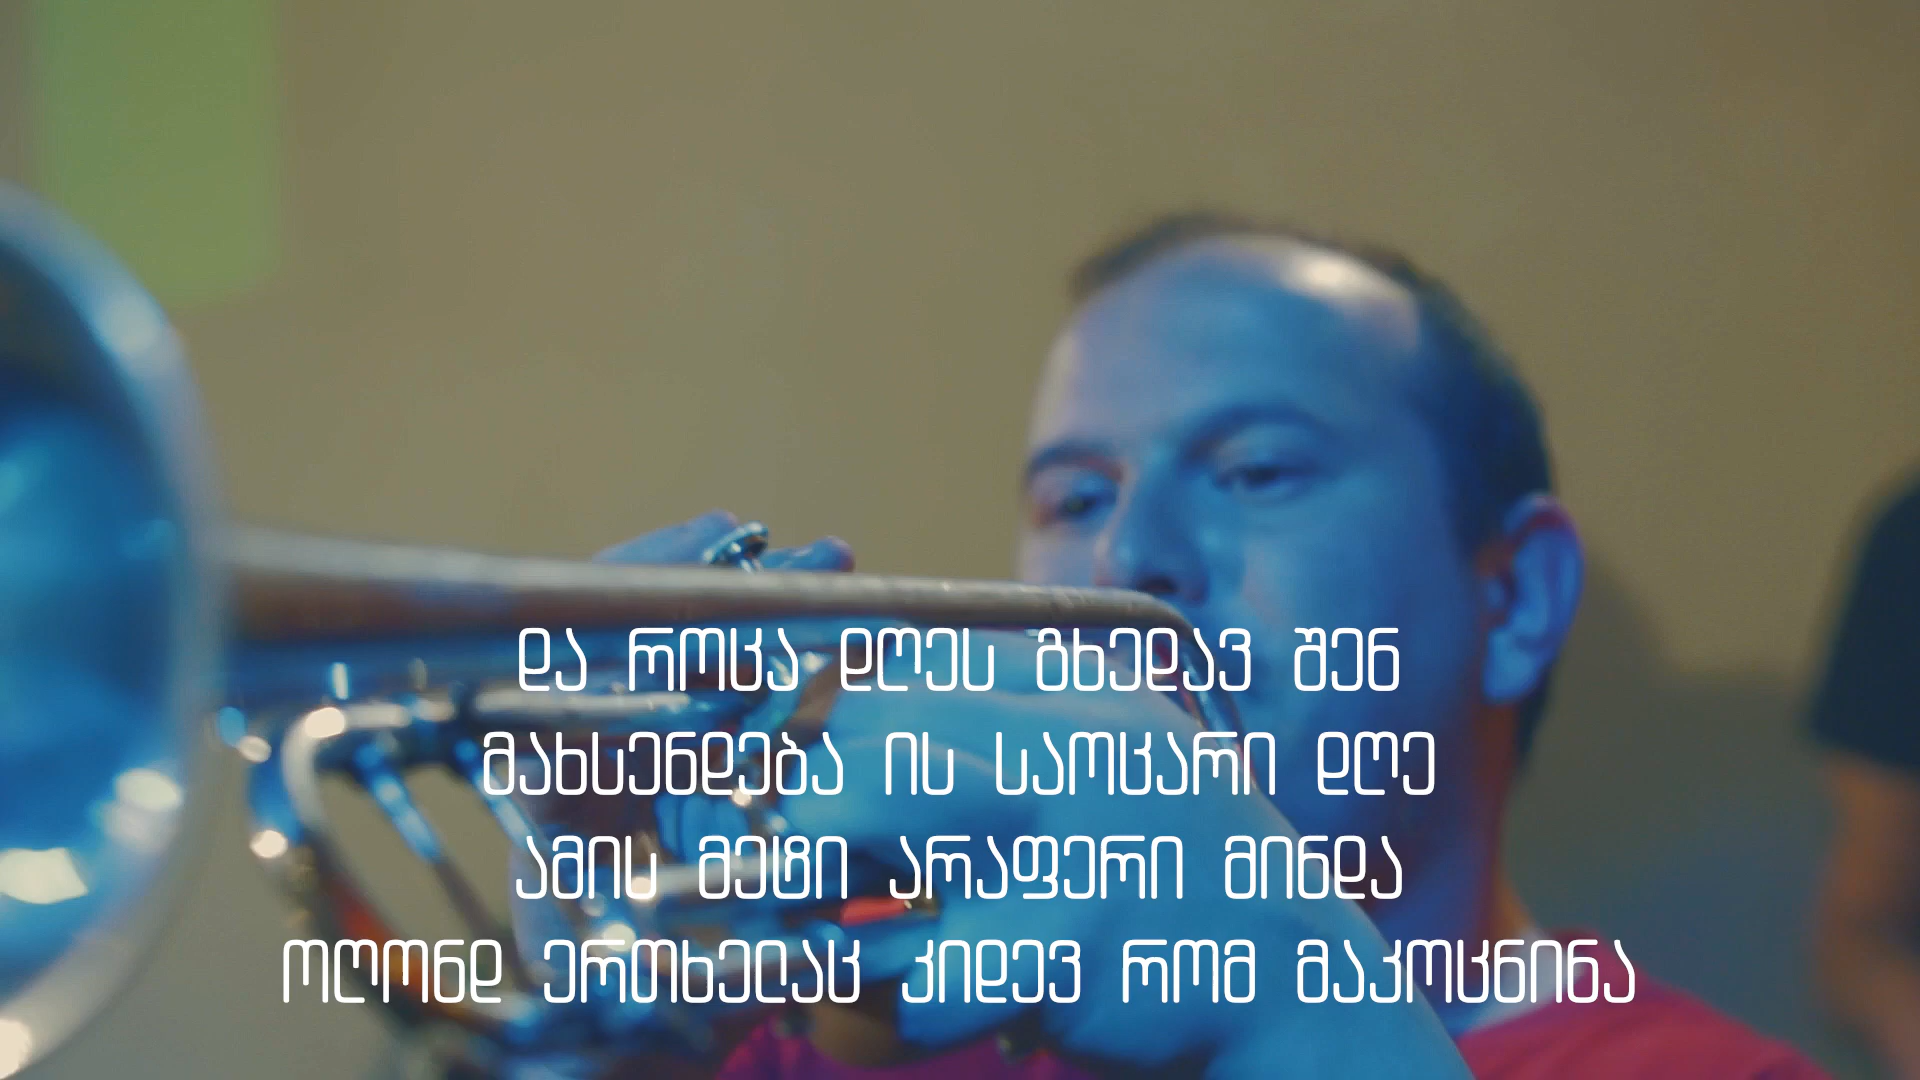 და როცა დღეს გხედავ შენ
მახსენდება ის საოცარი დღე
ამის მეტი არაფერი მინდა
ოღონდ ერთხელაც კიდევ რომ მაკოცნინა